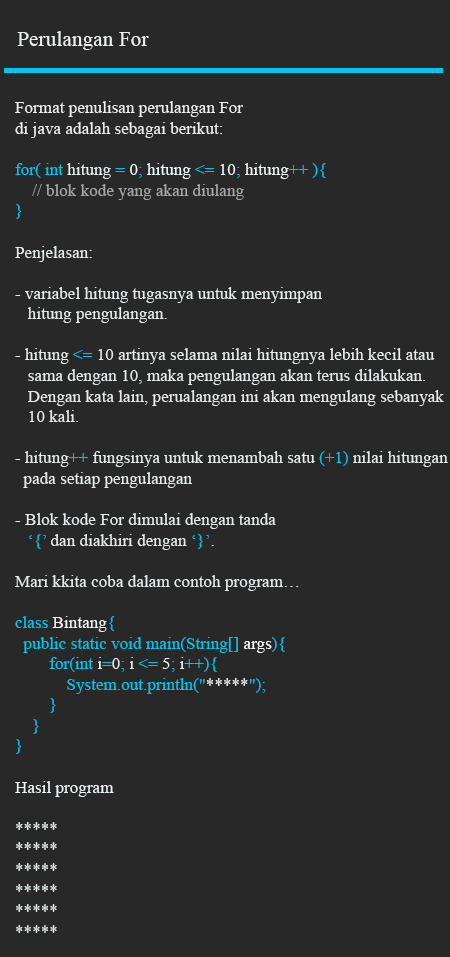 Perulangan For
Format penulisan perulangan For
di java adalah sebagai berikut:
for( int hitung = 0; hitung <= 10; hitung++ ){
// blok kode yang akan diulang
}
Penjelasan:
- variabel hitung tugasnya untuk menyimpan
hitung pengulangan.
- hitung <= 10 artinya selama nilai hitungnya lebih kecil atau
sama dengan 10, maka pengulangan akan terus dilakukan.
Dengan kata lain, perualangan ini akan mengulang sebanyak
10 kali.
- hitung++ fungsinya untuk menambah satu (+1) nilai hitungan
pada setiap pengulangan
- Blok kode For dimulai dengan tanda
‘{’ dan diakhiri dengan ‘}’.
Mari kkita coba dalam contoh program…
class Bintang{
public static void main(String[] args){
for(int i=0; i <= 5; i++){
System.out.println("*****");
}
}
}
Hasil program
*****
*****
*****
*****
*****
*****